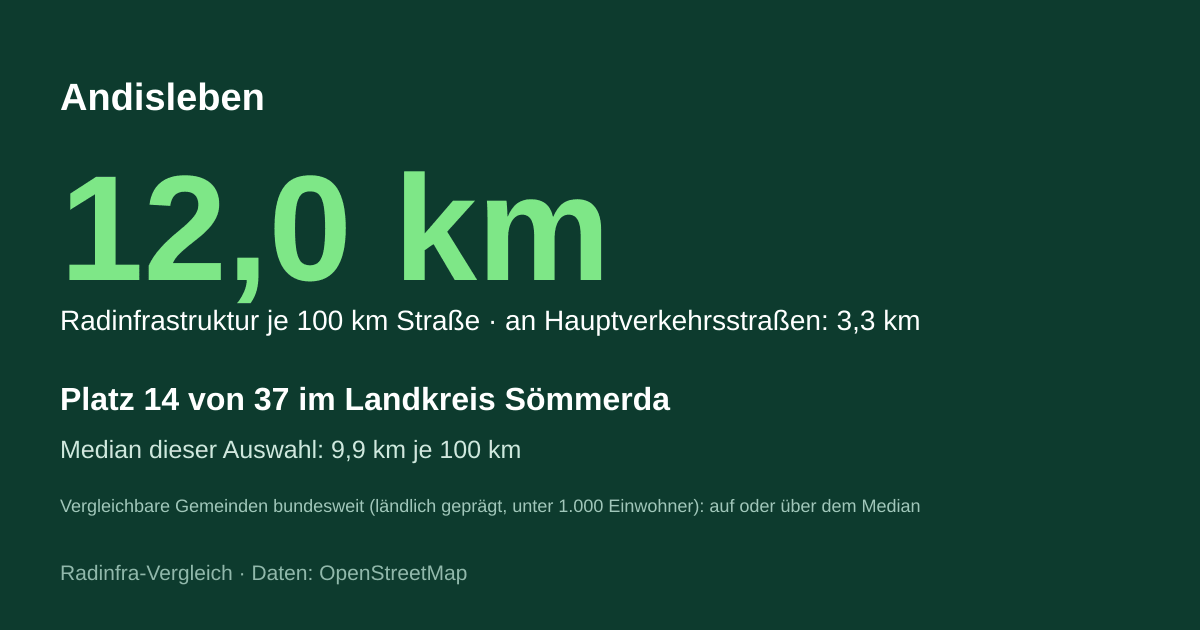 Andisleben
12,0 km
Radinfrastruktur je 100 km Straße · an Hauptverkehrsstraßen: 3,3 km
Platz 14 von 37 im Landkreis Sömmerda
Median dieser Auswahl: 9,9 km je 100 km
Vergleichbare Gemeinden bundesweit (ländlich geprägt, unter 1.000 Einwohner): auf oder über dem Median
Radinfra-Vergleich · Daten: OpenStreetMap